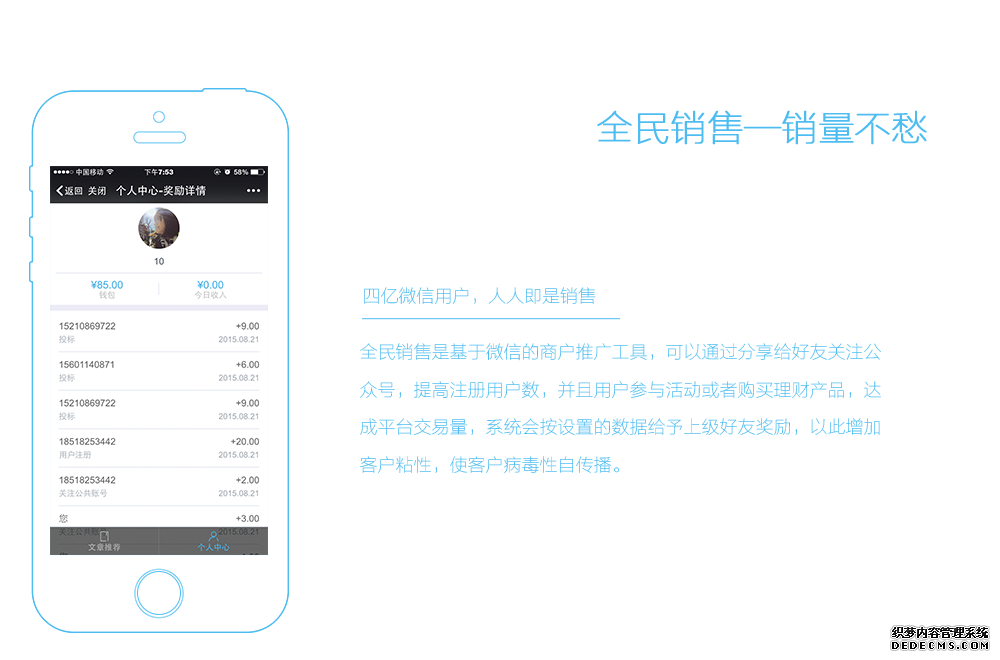 全民销售—销量不愁
中国移动 下午7:53 58%
返回 关闭 个人中心-奖励详情
10
¥85.00 ¥0.00
钱包 今日收入
15210869722 +9.00
投标 2015.08.21
15601140871 +6.00
投标 2015.08.21
15210869722 +9.00
投标 2015.08.21
18518253442 +20.00
用户注册 2015.08.21
18518253442 +2.00
关注公共账号 2015.08.21
您 +3.00
关注公共账号 2015.08.21
文章推荐 个人中心
四亿微信用户，人人即是销售
全民销售是基于微信的商户推广工具，可以通过分享给好友关注公
众号，提高注册用户数，并且用户参与活动或者购买理财产品，达
成平台交易量，系统会按设置的数据给予上级好友奖励，以此增加
客户粘性，使客户病毒性自传播。
织梦内容管理系统
DEDECMS.COM